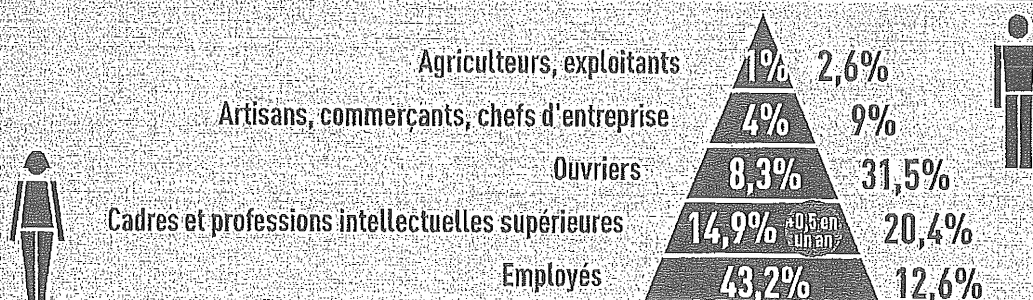 Agriculteurs, exploitants 1% 2,6%
Artisans, commerçants, chefs d'entreprise 4% 9%
Ouvriers 8,3% 31,5%
Cadres et professions intellectuelles supérieures 14,9% +0,5 en un an 20,4%
Employés 43,2% 12,6%